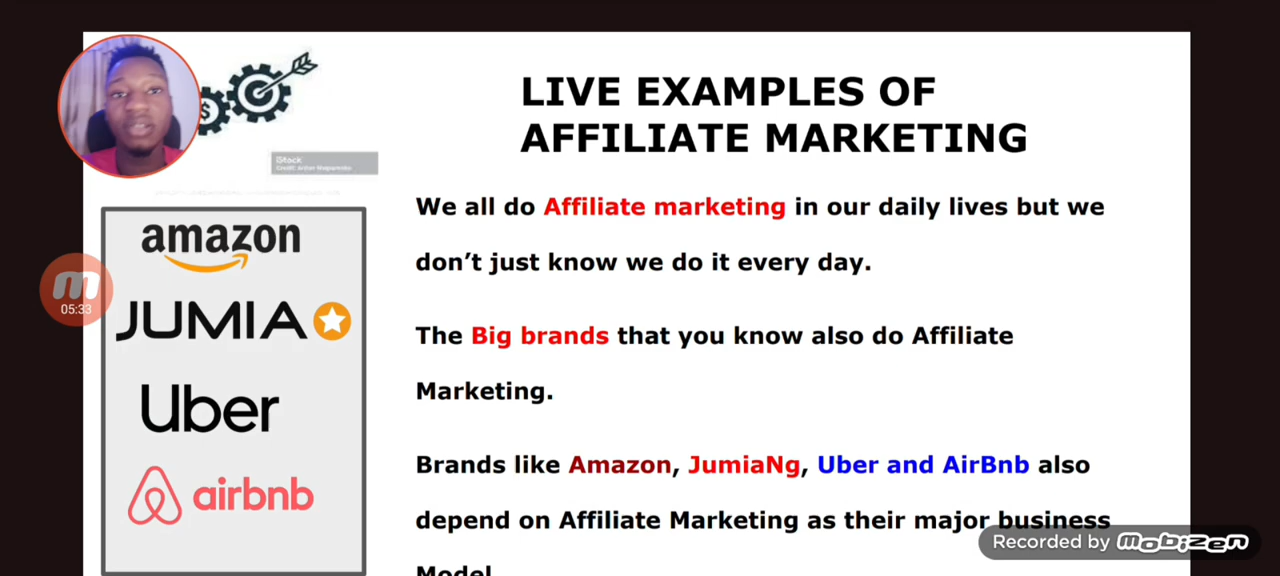 LIVE EXAMPLES OF
AFFILIATE MARKETING
iStock
amazon
JUMIA
Uber
airbnb
05:33
We all do Affiliate marketing in our daily lives but we
don't just know we do it every day.
The Big brands that you know also do Affiliate
Marketing.
Brands like Amazon, JumiaNg, Uber and AirBnb also
depend on Affiliate Marketing as their major business
Model
Recorded by mobizen